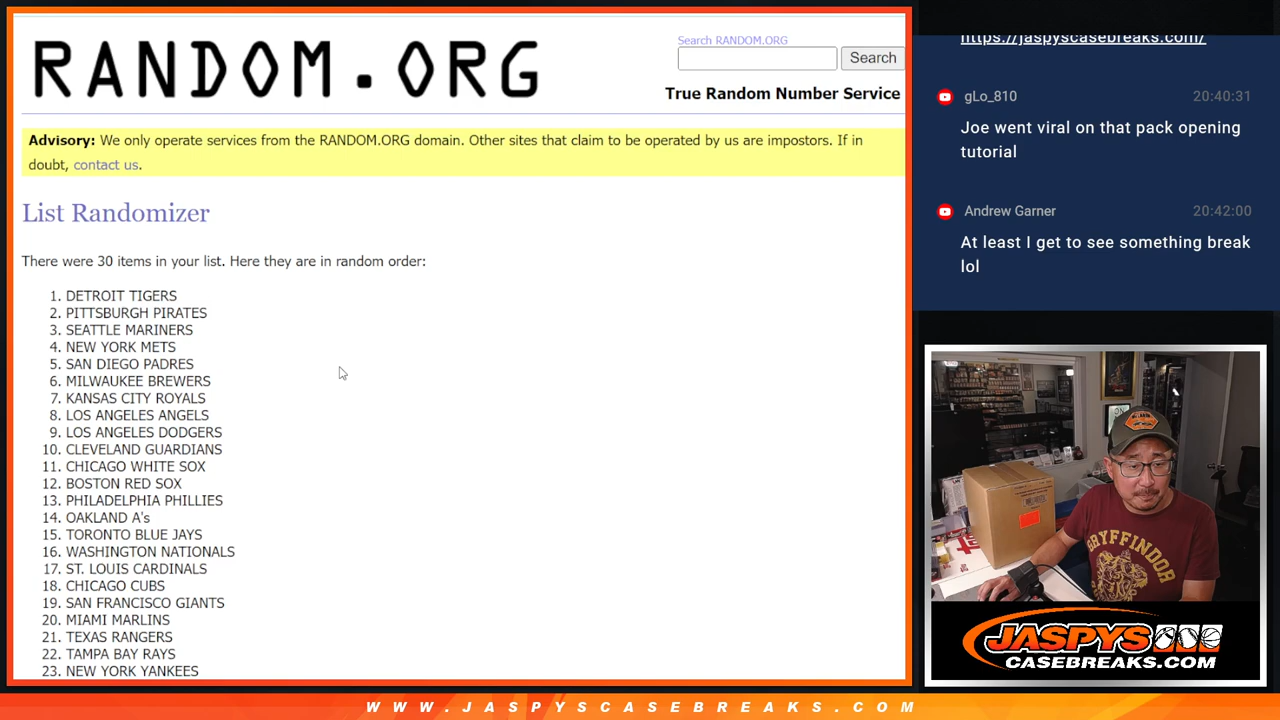 RANDOM.ORG
Search RANDOM.ORG
Search
True Random Number Service
Advisory: We only operate services from the RANDOM.ORG domain. Other sites that claim to be operated by us are impostors. If in
doubt, contact us.
List Randomizer
There were 30 items in your list. Here they are in random order:
1. DETROIT TIGERS
2. PITTSBURGH PIRATES
3. SEATTLE MARINERS
4. NEW YORK METS
5. SAN DIEGO PADRES
6. MILWAUKEE BREWERS
7. KANSAS CITY ROYALS
8. LOS ANGELES ANGELS
9. LOS ANGELES DODGERS
10. CLEVELAND GUARDIANS
11. CHICAGO WHITE SOX
12. BOSTON RED SOX
13. PHILADELPHIA PHILLIES
14. OAKLAND A's
15. TORONTO BLUE JAYS
16. WASHINGTON NATIONALS
17. ST. LOUIS CARDINALS
18. CHICAGO CUBS
19. SAN FRANCISCO GIANTS
20. MIAMI MARLINS
21. TEXAS RANGERS
22. TAMPA BAY RAYS
23. NEW YORK YANKEES
https://jaspyscasebreaks.com/
gLo_810 20:40:31
Joe went viral on that pack opening
tutorial
Andrew Garner 20:42:00
At least I get to see something break
lol
GRYFFINDOR
JASPYS
CASEBREAKS.COM
WWW.JASPYSCASEBREAKS.COM